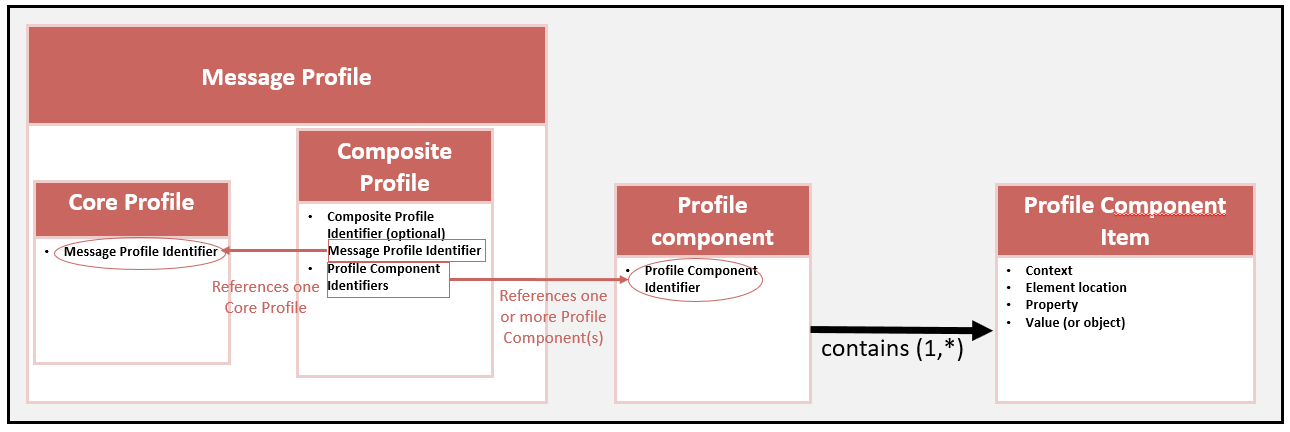 Message Profile
Core Profile
• Message Profile Identifier
Composite
Profile
• Composite Profile
Identifier (optional)
Message Profile Identifier
• Profile Component
Identifiers
References one
Core Profile
References one
or more Profile
Component(s)
Profile
component
• Profile Component
Identifier
contains (1,*)
Profile Component
Item
• Context
• Element location
• Property
• Value (or object)